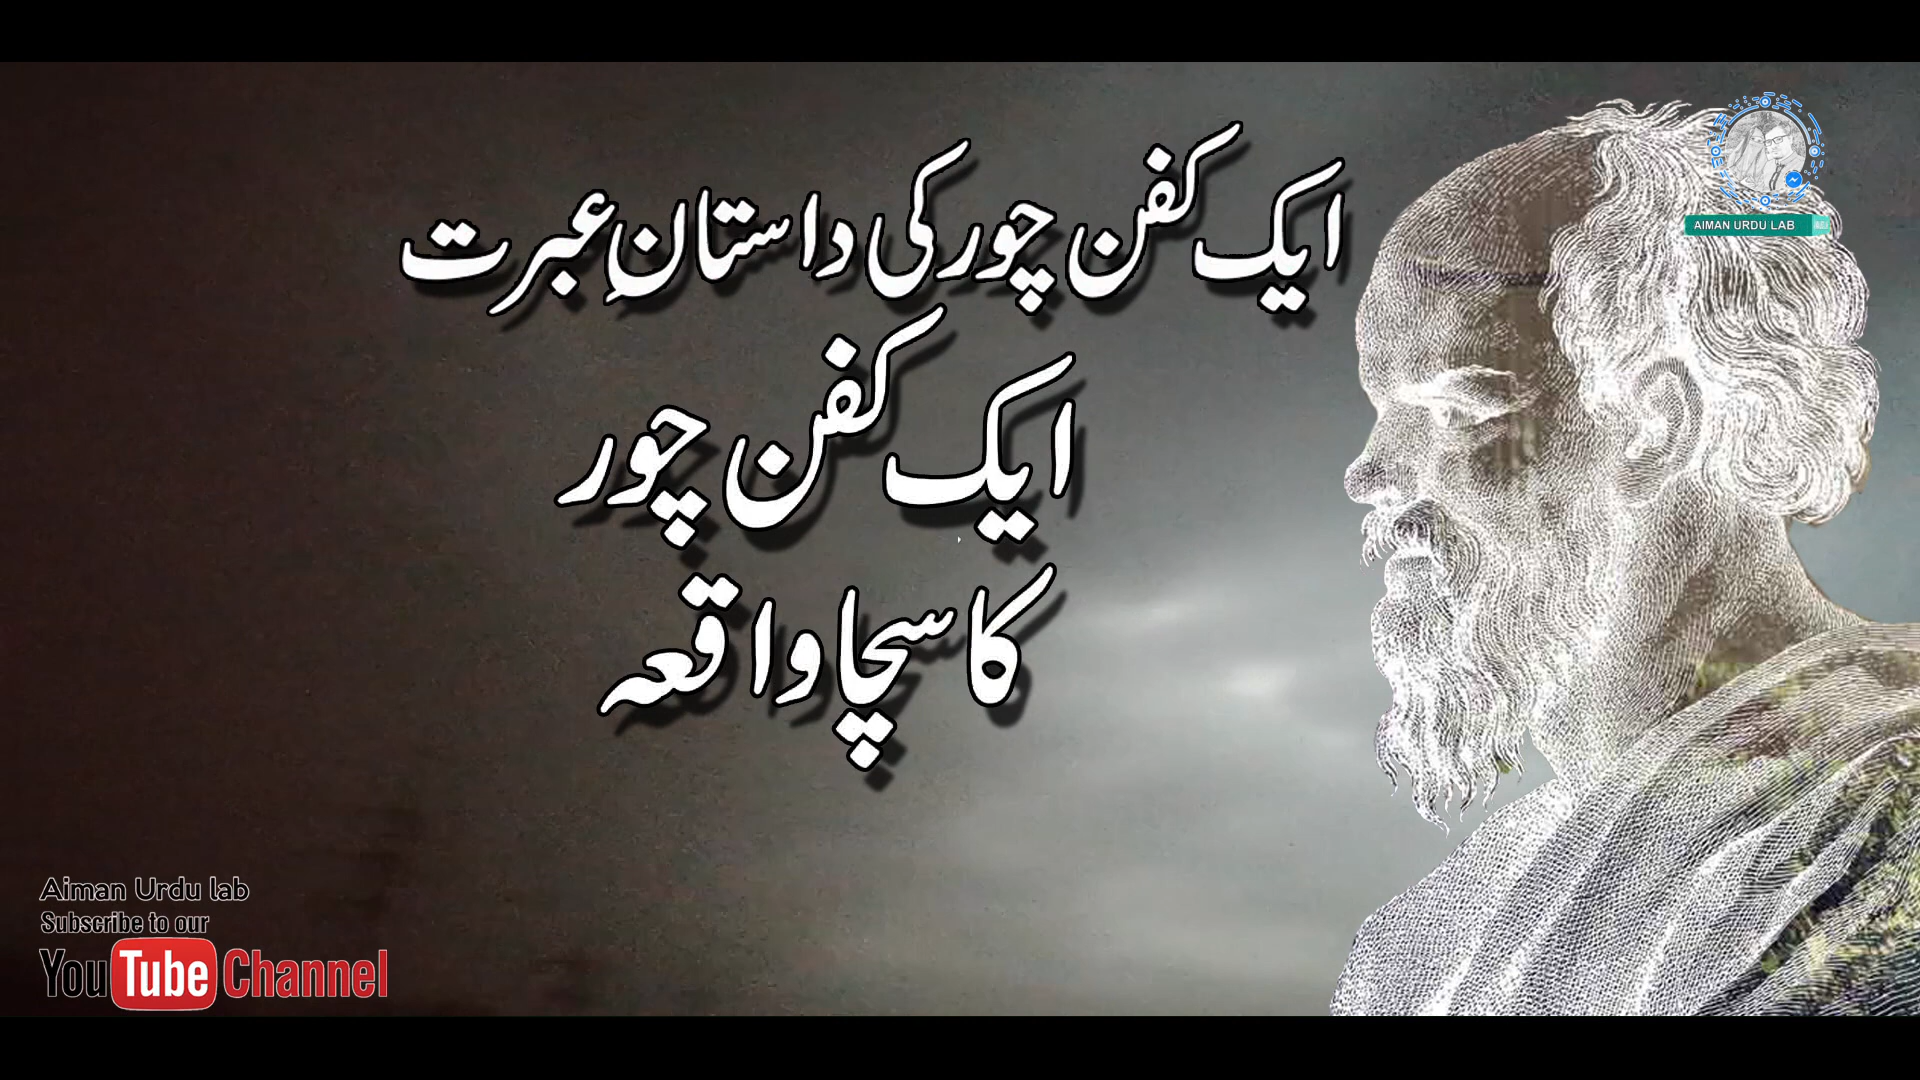 ایک کفن چور کی داستانِ عبرت
ایک کفن چور
کا سچا واقعہ
AIMAN URDU LAB
Aiman Urdu lab
Subscribe to our
YouTube Channel